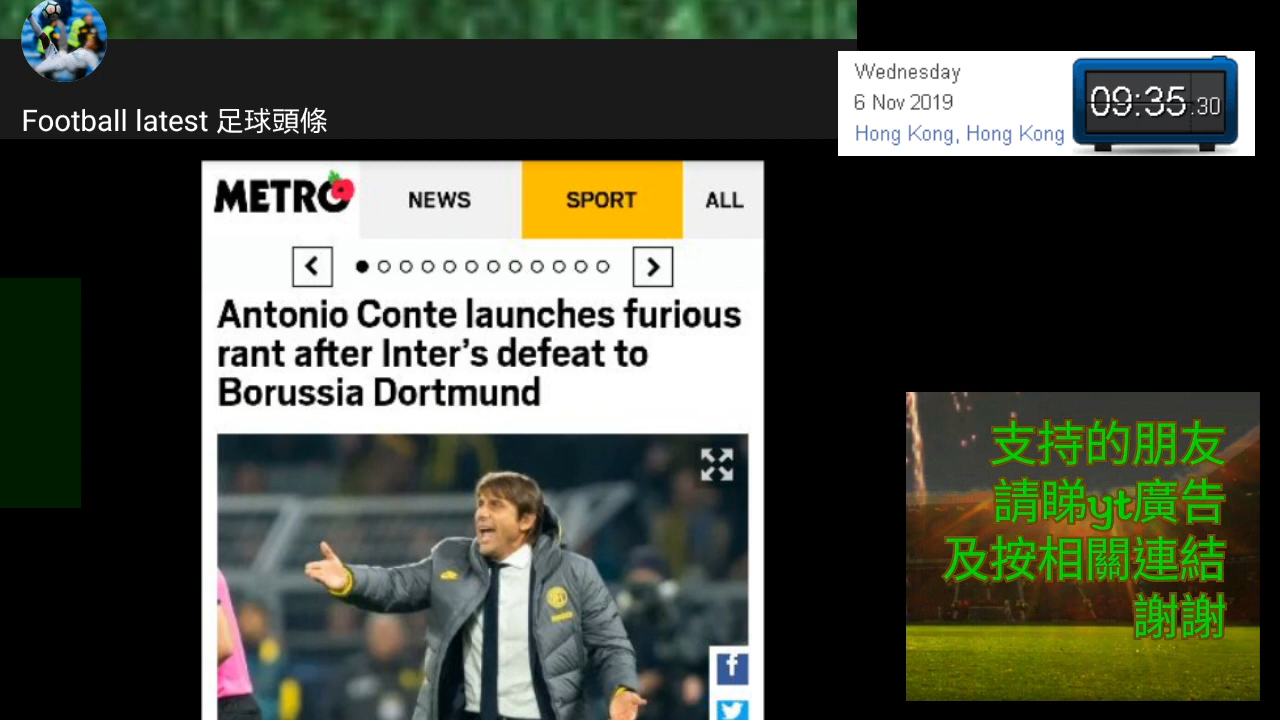 Football latest 足球頭條
Wednesday
6 Nov 2019
Hong Kong, Hong Kong
09:35.30
METRO
NEWS
SPORT
ALL
Antonio Conte launches furious
rant after Inter’s defeat to
Borussia Dortmund
支持的朋友
請睇yt廣告
及按相關連結
謝謝